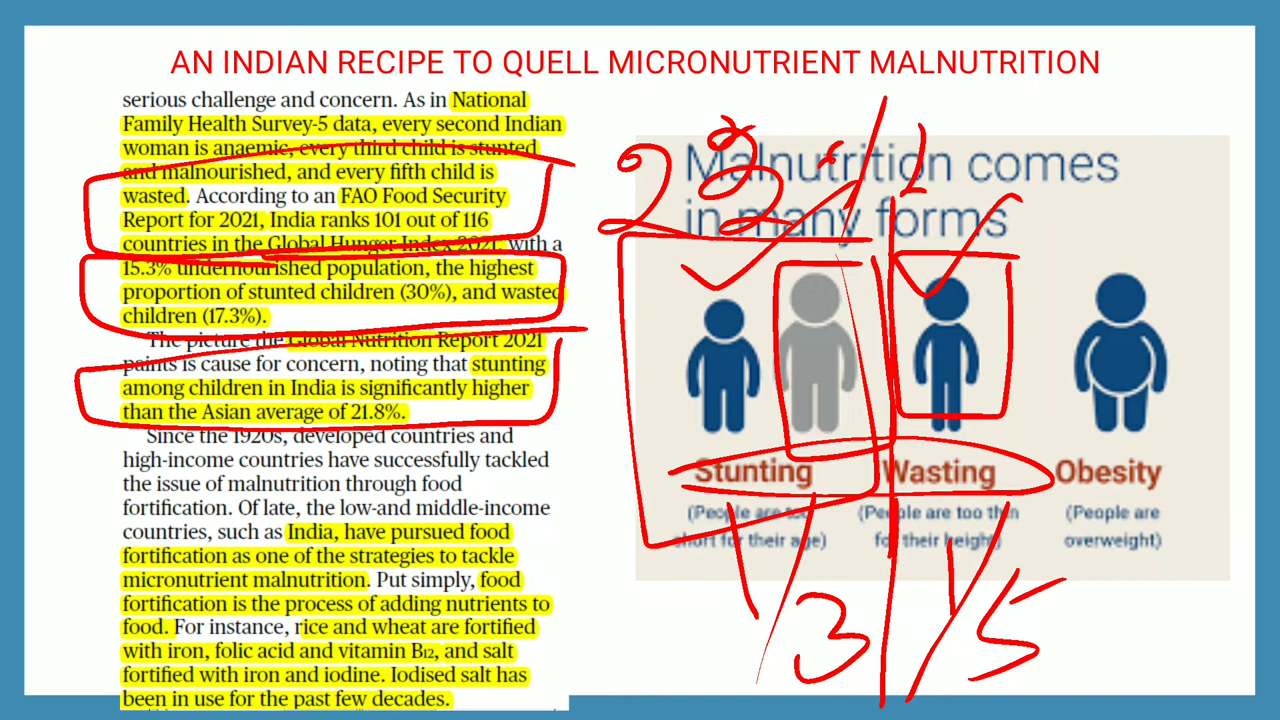 AN INDIAN RECIPE TO QUELL MICRONUTRIENT MALNUTRITION
serious challenge and concern. As in National
Family Health Survey-5 data, every second Indian
woman is anaemic, every third child is stunted
and malnourished, and every fifth child is
wasted. According to an FAO Food Security
Report for 2021, India ranks 101 out of 116
countries in the Global Hunger Index 2021, with a
15.3% undernourished population, the highest
proportion of stunted children (30%), and wasted
children (17.3%).
The picture the Global Nutrition Report 2021
paints is cause for concern, noting that stunting
among children in India is significantly higher
than the Asian average of 21.8%.
Since the 1920s, developed countries and
high-income countries have successfully tackled
the issue of malnutrition through food
fortification. Of late, the low-and middle-income
countries, such as India, have pursued food
fortification as one of the strategies to tackle
micronutrient malnutrition. Put simply, food
fortification is the process of adding nutrients to
food. For instance, rice and wheat are fortified
with iron, folic acid and vitamin B12, and salt
fortified with iron and iodine. Iodised salt has
been in use for the past few decades.
Malnutrition comes
in many forms
Stunting
(People are too
short for their age)
Wasting
(People are too thin
for their height)
Obesity
(People are
overweight)
1/3
1/5